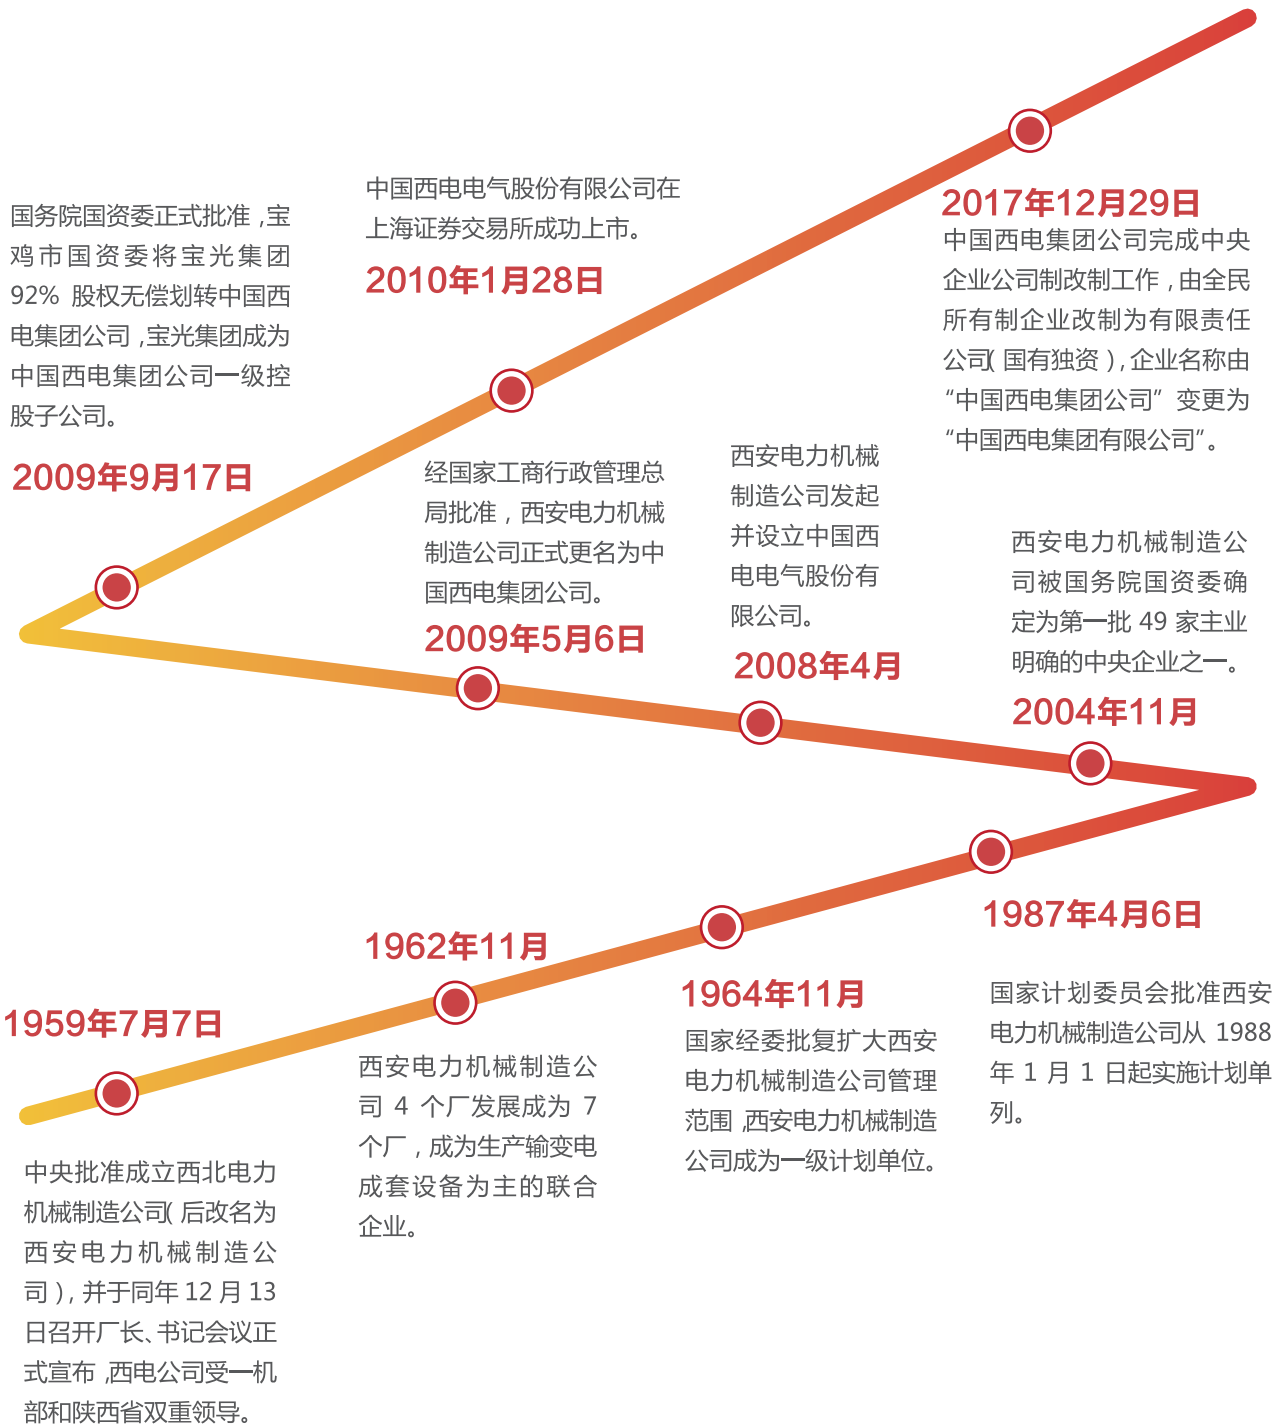 中国西电电气股份有限公司在
上海证券交易所成功上市。
2010年1月28日
2017年12月29日
中国西电集团公司完成中央
企业公司制改制工作，由全民
所有制企业改制为有限责任
公司（国有独资），企业名称由
“中国西电集团公司”变更为
“中国西电集团有限公司”。
国务院国资委正式批准，宝
鸡市国资委将宝光集团
92% 股权无偿划转中国西
电集团公司，宝光集团成为
中国西电集团公司一级控
股子公司。
2009年9月17日
经国家工商行政管理总
局批准，西安电力机械
制造公司正式更名为中
国西电集团公司。
2009年5月6日
西安电力机械
制造公司发起
并设立中国西
电电气股份有
限公司。
2008年4月
西安电力机械制造公
司被国务院国资委确
定为第一批 49 家主业
明确的中央企业之一。
2004年11月
1987年4月6日
国家计划委员会批准西安
电力机械制造公司从 1988
年 1 月 1 日起实施计划单
列。
1964年11月
国家经委批复扩大西安
电力机械制造公司管理
范围，西安电力机械制造
公司成为一级计划单位。
1962年11月
西安电力机械制造公
司 4 个厂发展成为 7
个厂，成为生产输变电
成套设备为主的联合
企业。
1959年7月7日
中央批准成立西北电力
机械制造公司（后改名为
西安电力机械制造公
司），并于同年 12 月 13
日召开厂长、书记会议正
式宣布，西电公司受一机
部和陕西省双重领导。